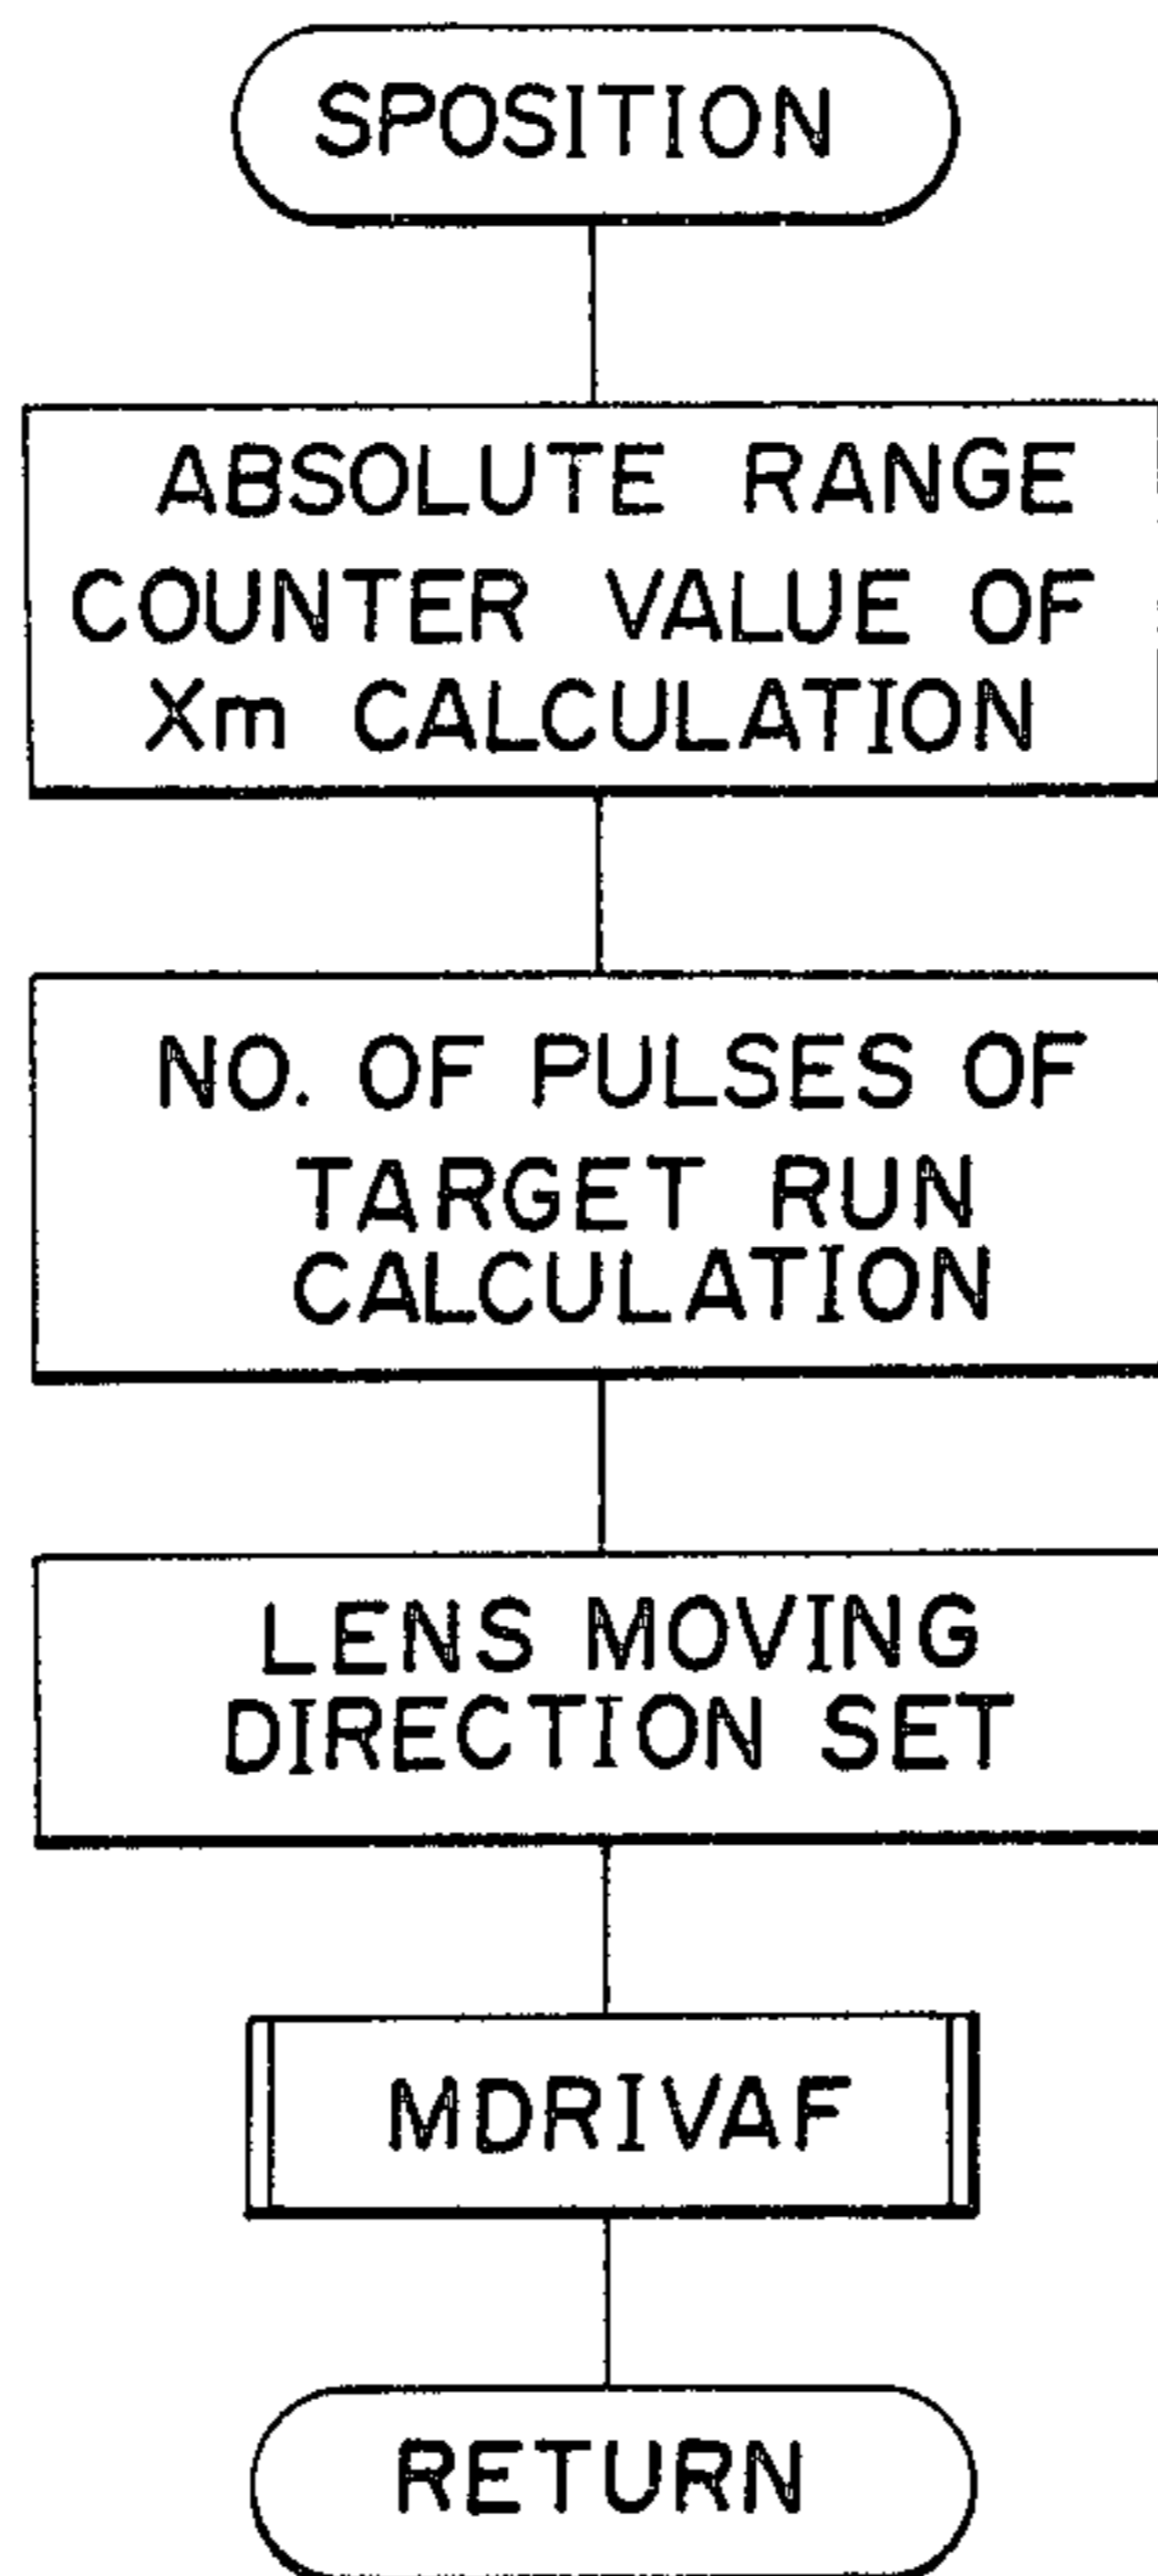 SPOSITION
ABSOLUTE RANGE
COUNTER VALUE OF
Xm CALCULATION
NO. OF PULSES OF
TARGET RUN
CALCULATION
LENS MOVING
DIRECTION SET
MDRIVAF
RETURN